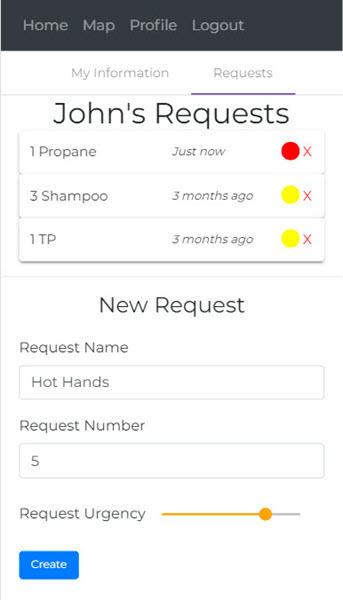 Home Map Profile Logout
My Information Requests
John's Requests
1 Propane Just now X
3 Shampoo 3 months ago X
1 TP 3 months ago X
New Request
Request Name
Hot Hands
Request Number
5
Request Urgency
Create